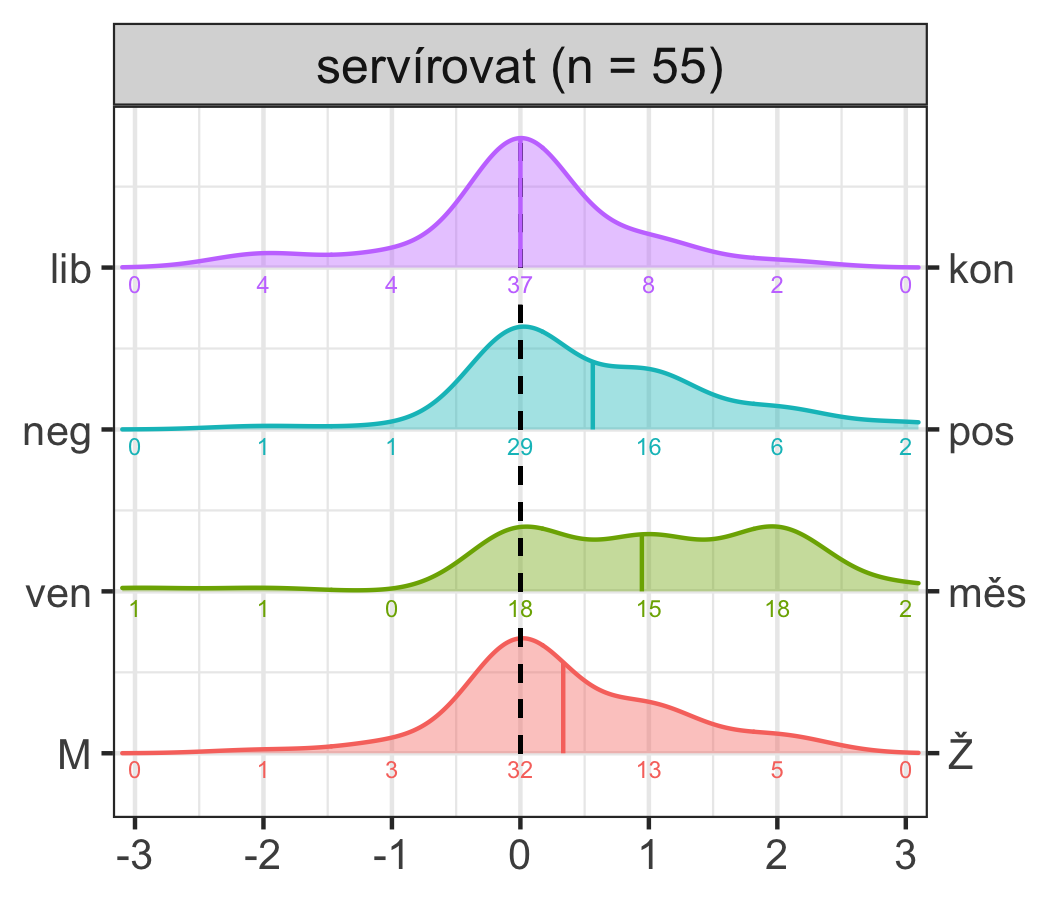 servírovat (n = 55)
lib kon
0 4 4 37 8 2 0
neg pos
0 1 1 29 16 6 2
ven měs
1 1 0 18 15 18 2
M Ž
0 1 3 32 13 5 0
-3 -2 -1 0 1 2 3